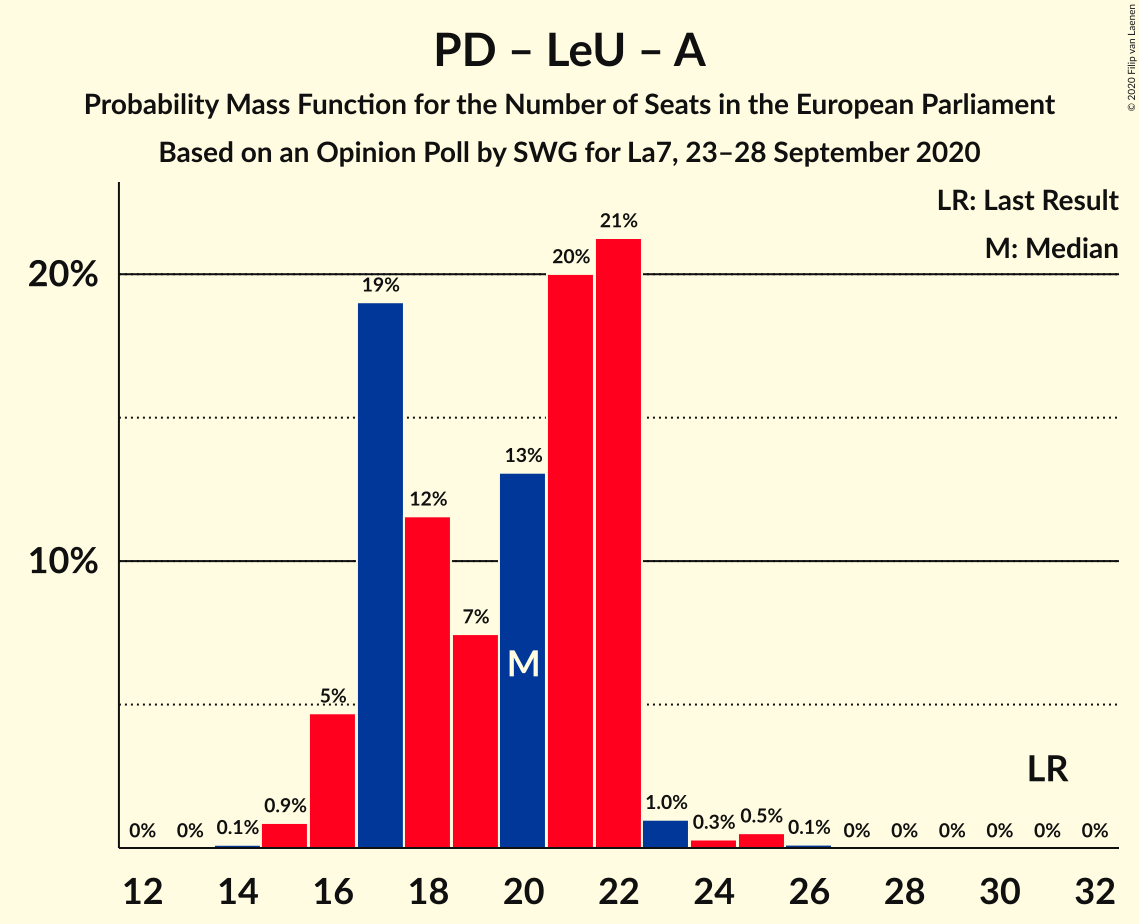 PD – LeU – A
Probability Mass Function for the Number of Seats in the European Parliament
Based on an Opinion Poll by SWG for La7, 23–28 September 2020
© 2020 Filip van Laenen
LR: Last Result
M: Median
20%
10%
0%
0%
0.1%
0.9%
5%
19%
12%
7%
13%
20%
21%
1.0%
0.3%
0.5%
0.1%
0%
0%
0%
0%
0%
0%
M
LR
12 14 16 18 20 22 24 26 28 30 32